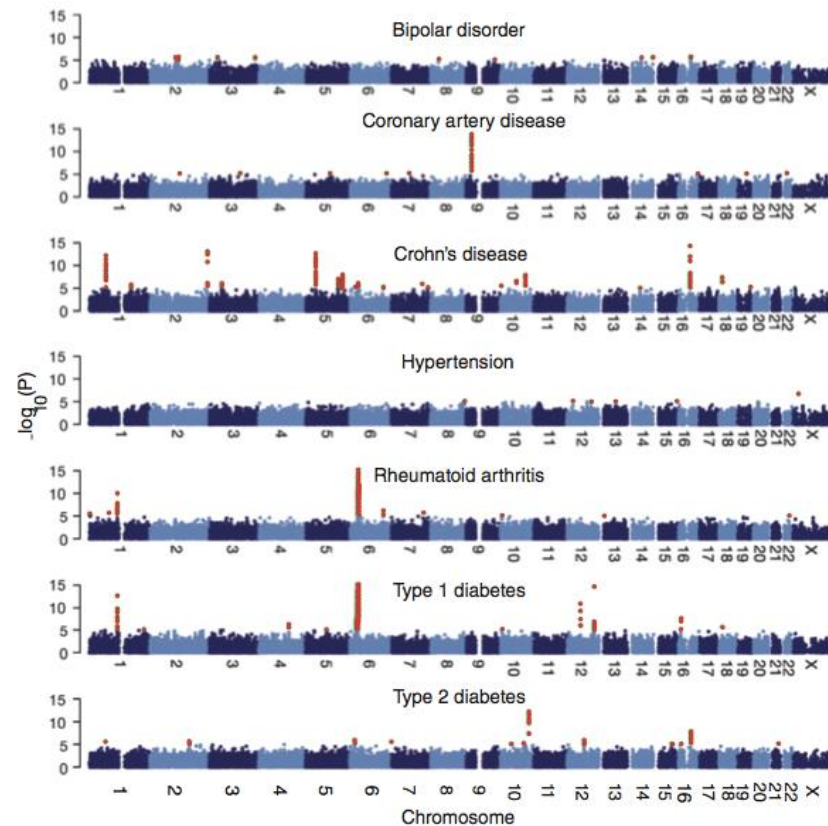 Bipolar disorder
15
10
5
0
1 2 3 4 5 6 7 8 9 10 11 12 13 14 15 16 17 18 19 20 21 22 X
Coronary artery disease
15
10
5
0
1 2 3 4 5 6 7 8 9 10 11 12 13 14 15 16 17 18 19 20 21 22 X
Crohn's disease
15
10
5
0
1 2 3 4 5 6 7 8 9 10 11 12 13 14 15 16 17 18 19 20 21 22 X
Hypertension
15
10
5
0
1 2 3 4 5 6 7 8 9 10 11 12 13 14 15 16 17 18 19 20 21 22 X
-log10(P)
Rheumatoid arthritis
15
10
5
0
1 2 3 4 5 6 7 8 9 10 11 12 13 14 15 16 17 18 19 20 21 22 X
Type 1 diabetes
15
10
5
0
1 2 3 4 5 6 7 8 9 10 11 12 13 14 15 16 17 18 19 20 21 22 X
Type 2 diabetes
15
10
5
0
1 2 3 4 5 6 7 8 9 10 11 12 13 14 15 16 17 18 19 20 21 22 X
Chromosome